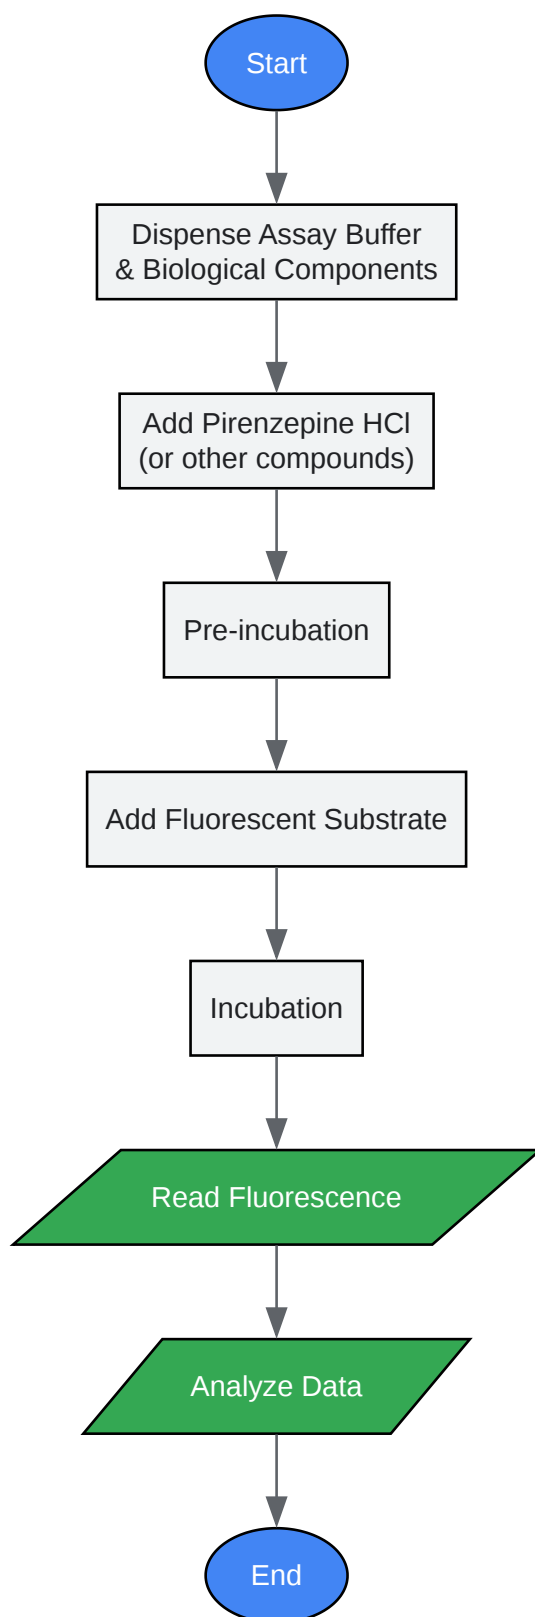 Start
Dispense Assay Buffer
& Biological Components
Add Pirenzepine HCl
(or other compounds)
Pre-incubation
Add Fluorescent Substrate
Incubation
Read Fluorescence
Analyze Data
End